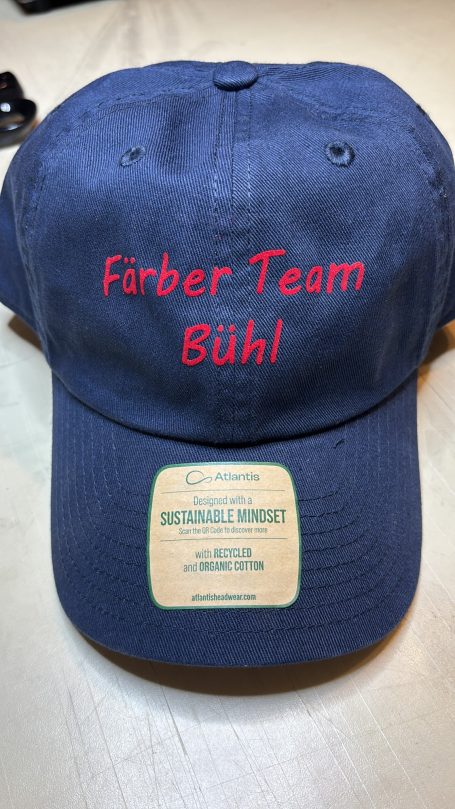 Färber Team
Bühl
Atlantis
Designed with a
SUSTAINABLE MINDSET
Scan the QR Code to discover more
with RECYCLED
and ORGANIC COTTON
atlantisheadwear.com